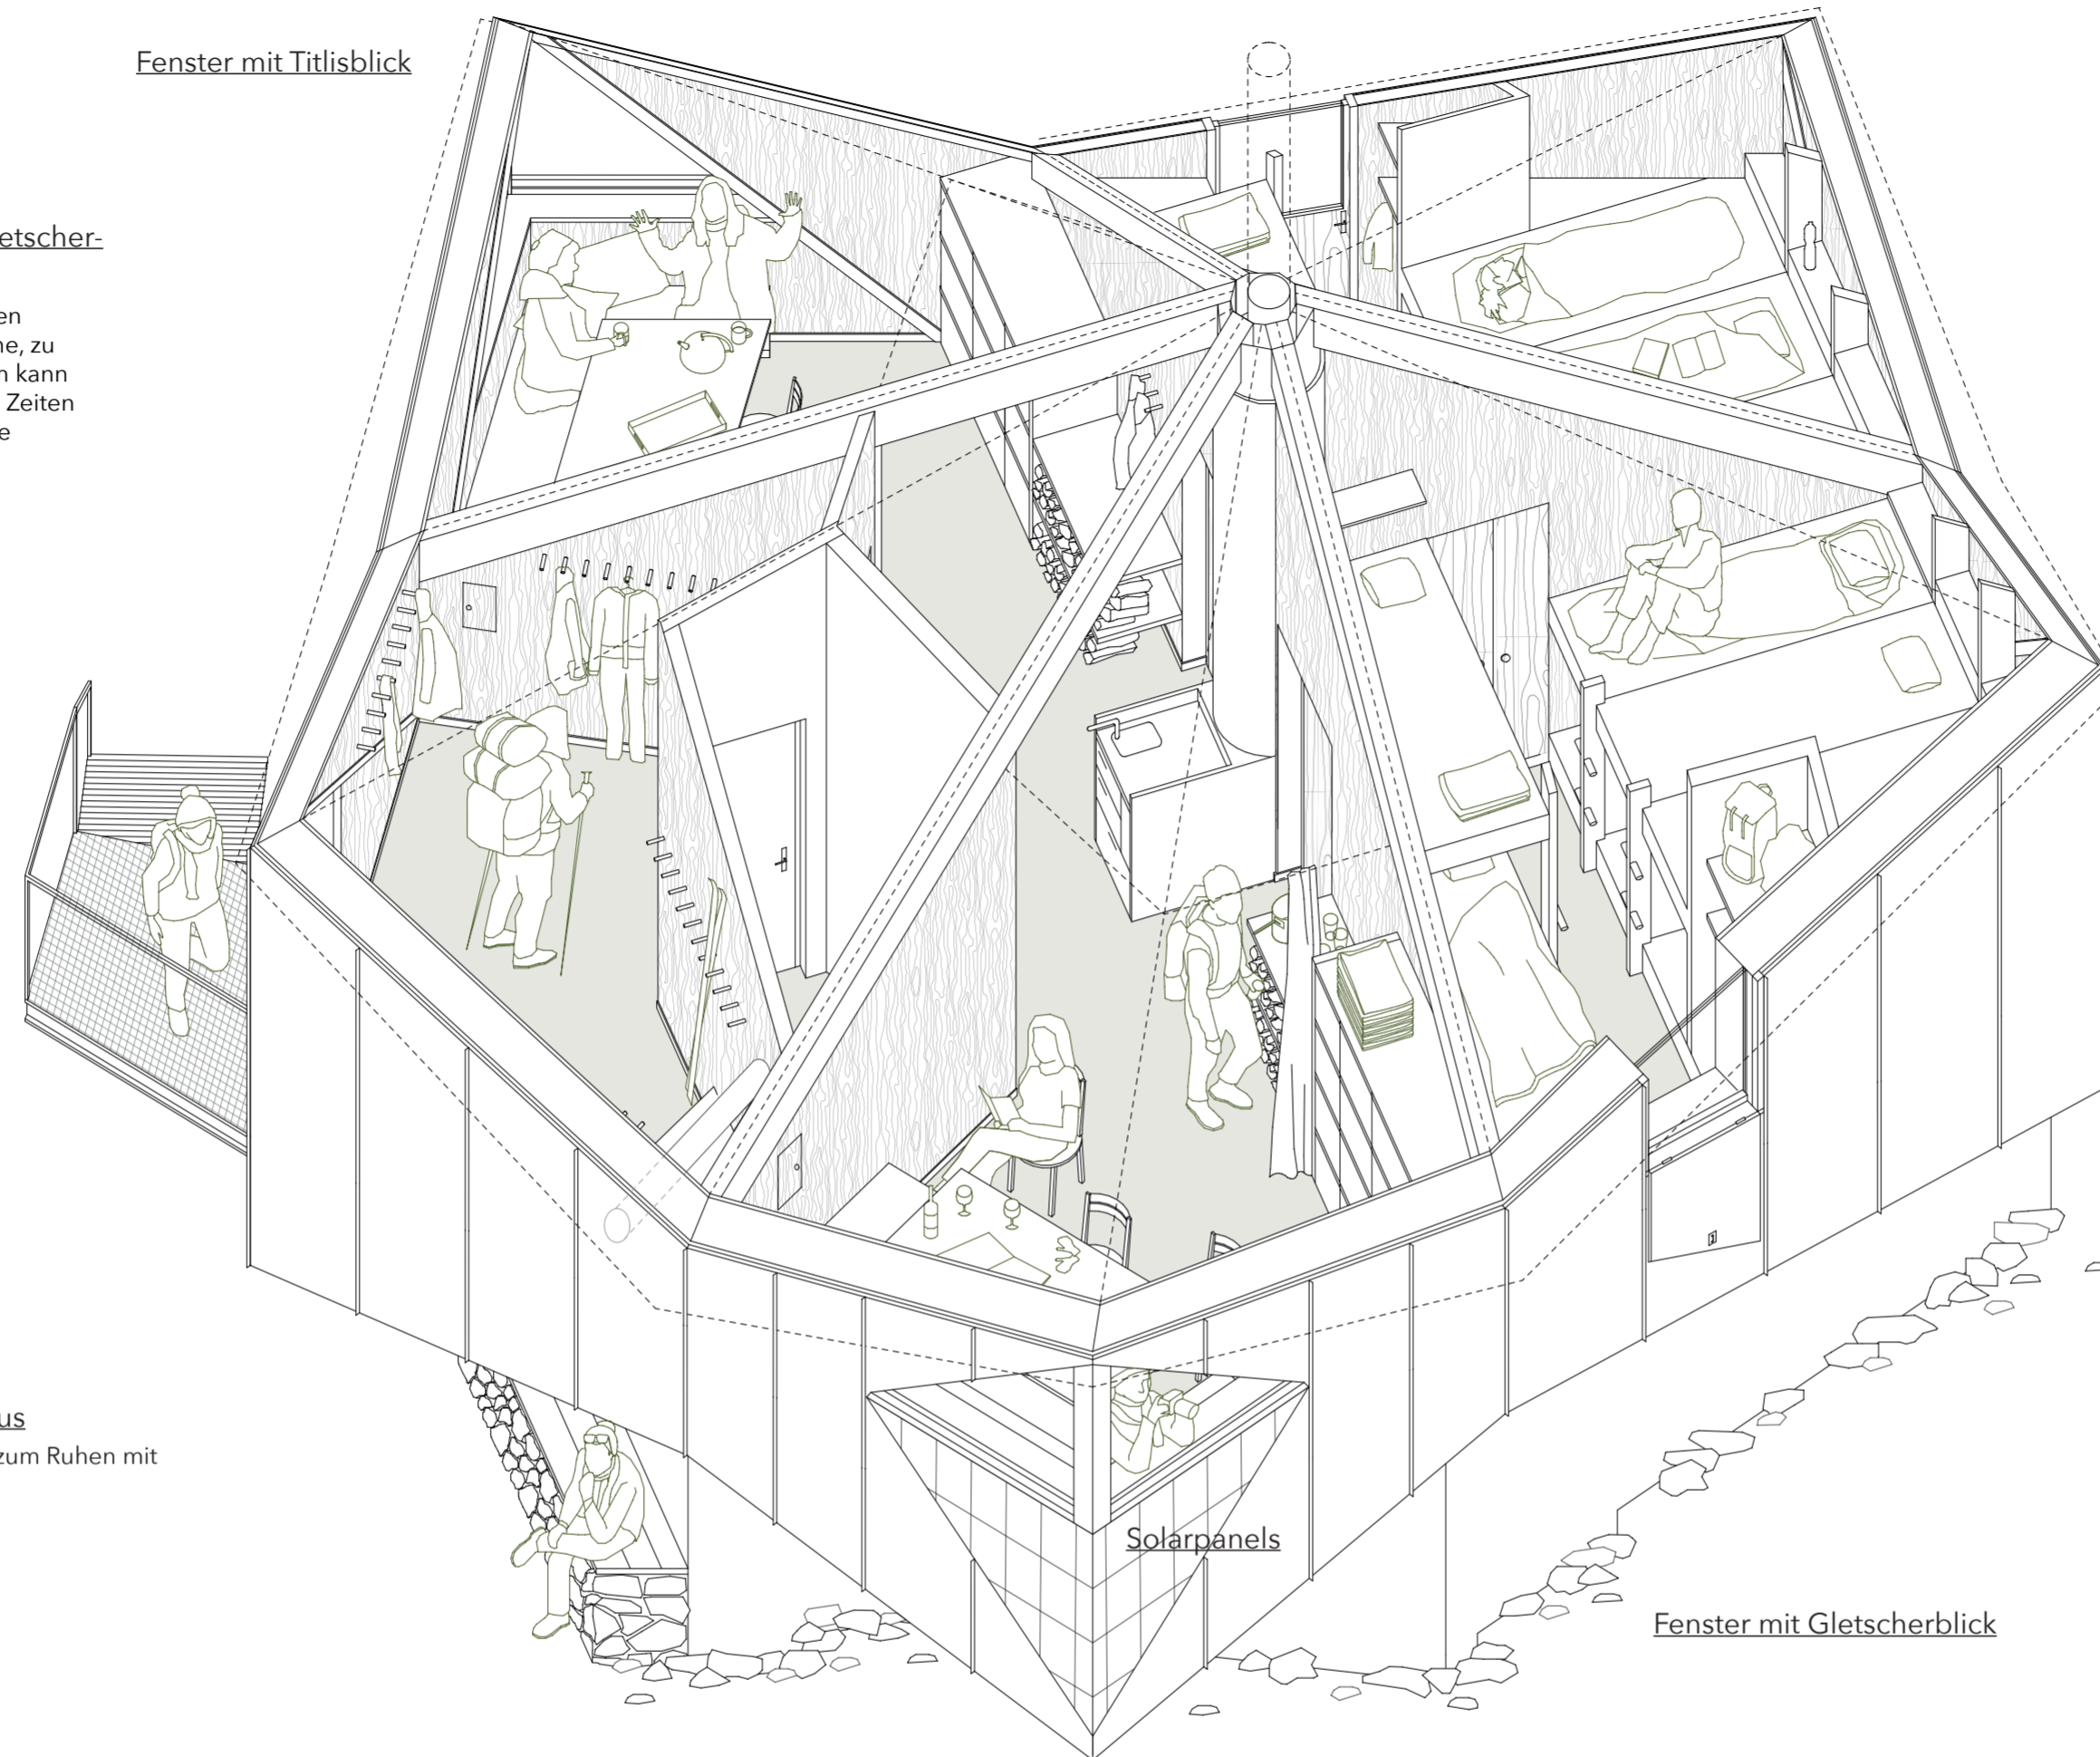 Fenster mit Titlisblick
etscher-
en
ne, zu
n kann
Zeiten
e
us
zum Ruhen mit
Solarpanels
Fenster mit Gletscherblick